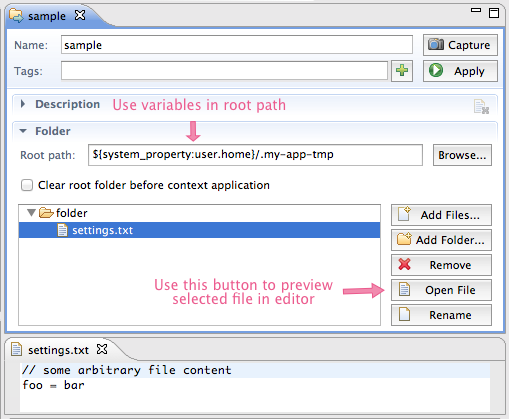 sample
Name: sample Capture
Tags: Apply
Description Use variables in root path
Folder
Root path: ${system_property:user.home}/.my-app-tmp Browse...
Clear root folder before context application
folder Add Files...
settings.txt Add Folder...
Remove
Use this button to preview Open File
selected file in editor
Rename
settings.txt
// some arbitrary file content
foo = bar